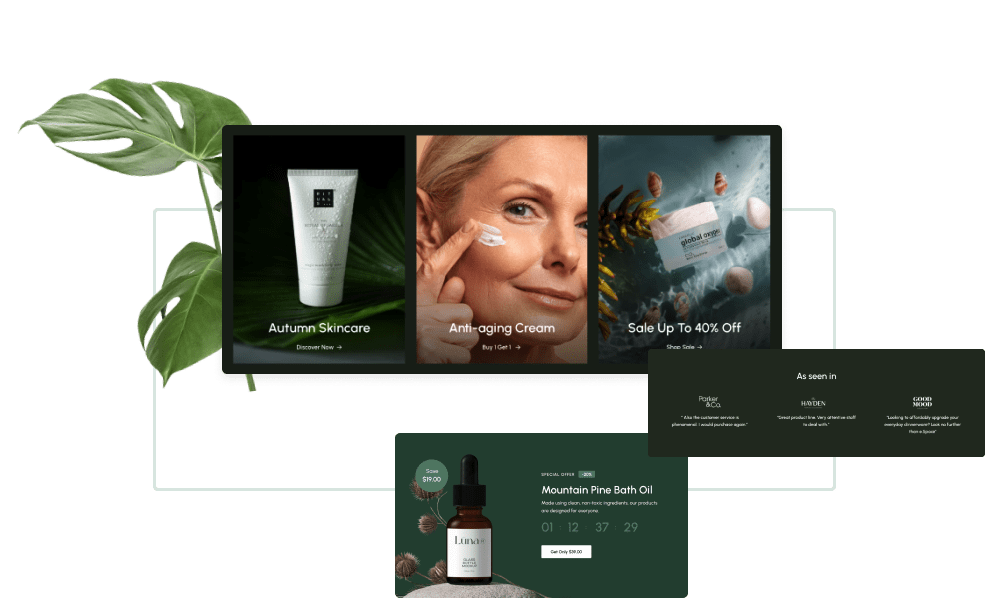 RIT
UAL
Autumn Skincare
Discover Now →
Anti-aging Cream
Buy 1 Get 1 →
global oxygen
Sale Up To 40% Off
Shop Sale →
As seen in
Parker
&Co.
HAYDEN
GOOD
MOOD
" Also the customer service is
phenomenal. I would purchase again."
"Great product line. Very attentive staff
to deal with."
"Looking to affordably upgrade your
everyday dinnerware? Look no further
than e.Space"
Save
$19.00
SPECIAL OFFER -20%
Mountain Pine Bath Oil
Made using clean, non-toxic ingredients, our products
are designed for everyone.
01 : 12 : 37 : 29
Get Only $39.00